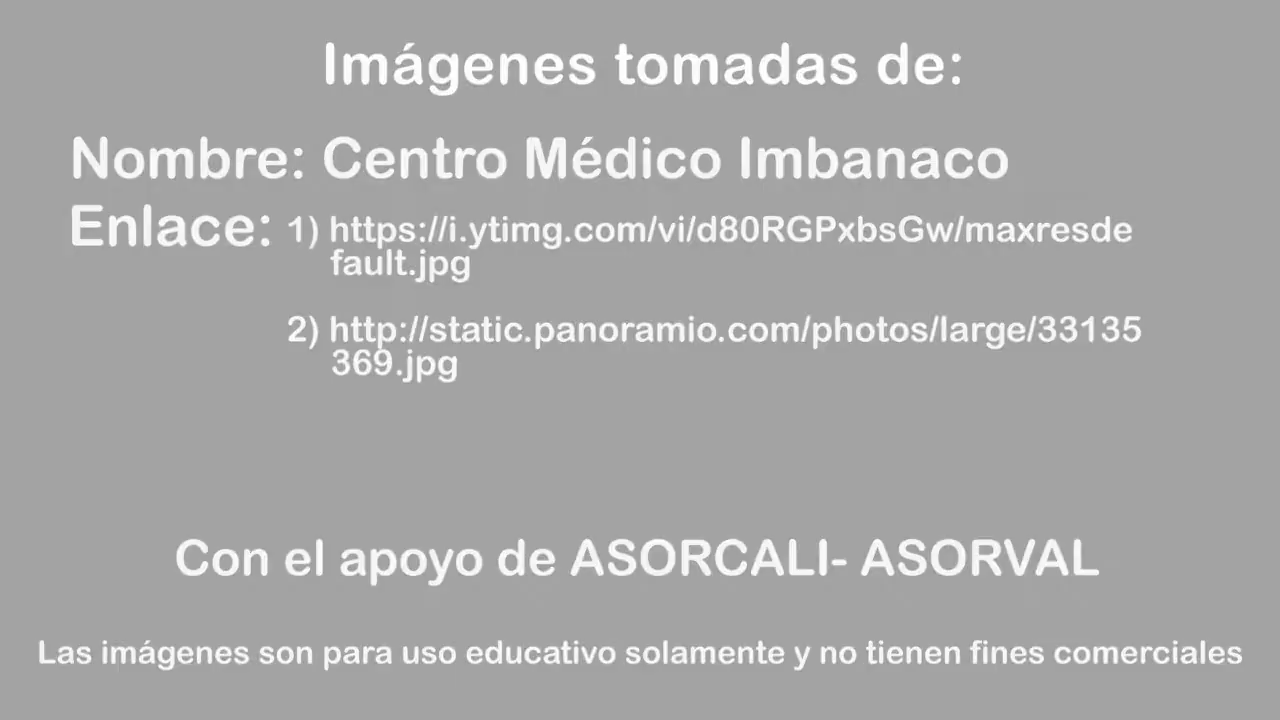 Imágenes tomadas de:
Nombre: Centro Médico Imbanaco
Enlace: 1) https://i.ytimg.com/vi/d80RGPxbsGw/maxresde
fault.jpg
2) http://static.panoramio.com/photos/large/33135
369.jpg
Con el apoyo de ASORCALI- ASORVAL
Las imágenes son para uso educativo solamente y no tienen fines comerciales